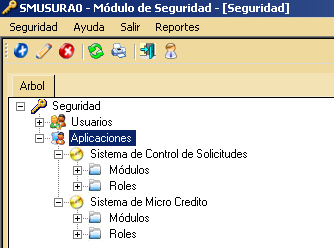 SMUSURA0 - Módulo de Seguridad - [Seguridad]
Seguridad Ayuda Salir Reportes
Arbol
Seguridad
Usuarios
Aplicaciones
Sistema de Control de Solicitudes
Módulos
Roles
Sistema de Micro Credito
Módulos
Roles